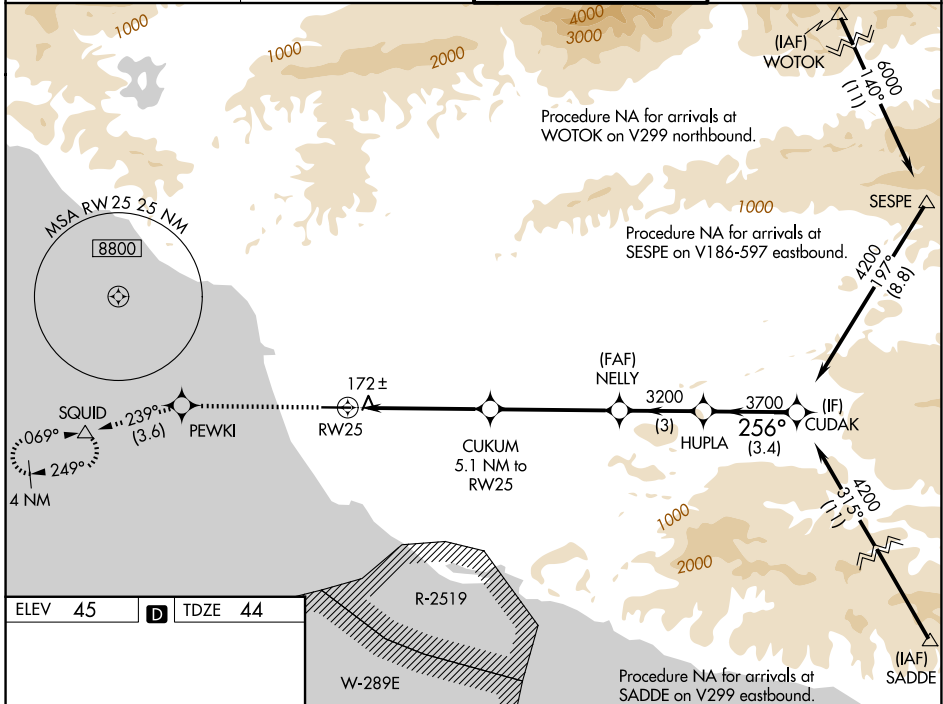 1000
1000
2000
4000
3000
(IAF)
WOTOK
6000
140°
(11)
Procedure NA for arrivals at
WOTOK on V299 northbound.
MSA RW25 25 NM
8800
1000
SESPE
Procedure NA for arrivals at
SESPE on V186-597 eastbound.
4200
197°
(8.8)
(FAF)
NELLY
172±
3200
(3)
3700
256°
(3.4)
(IF)
CUDAK
HUPLA
SQUID
239°
(3.6)
PEWKI
RW25
CUKUM
5.1 NM to
RW25
069°
249°
4 NM
4200
315°
(11)
1000
2000
ELEV 45 D TDZE 44
R-2519
W-289E
(IAF)
SADDE
Procedure NA for arrivals at
SADDE on V299 eastbound.